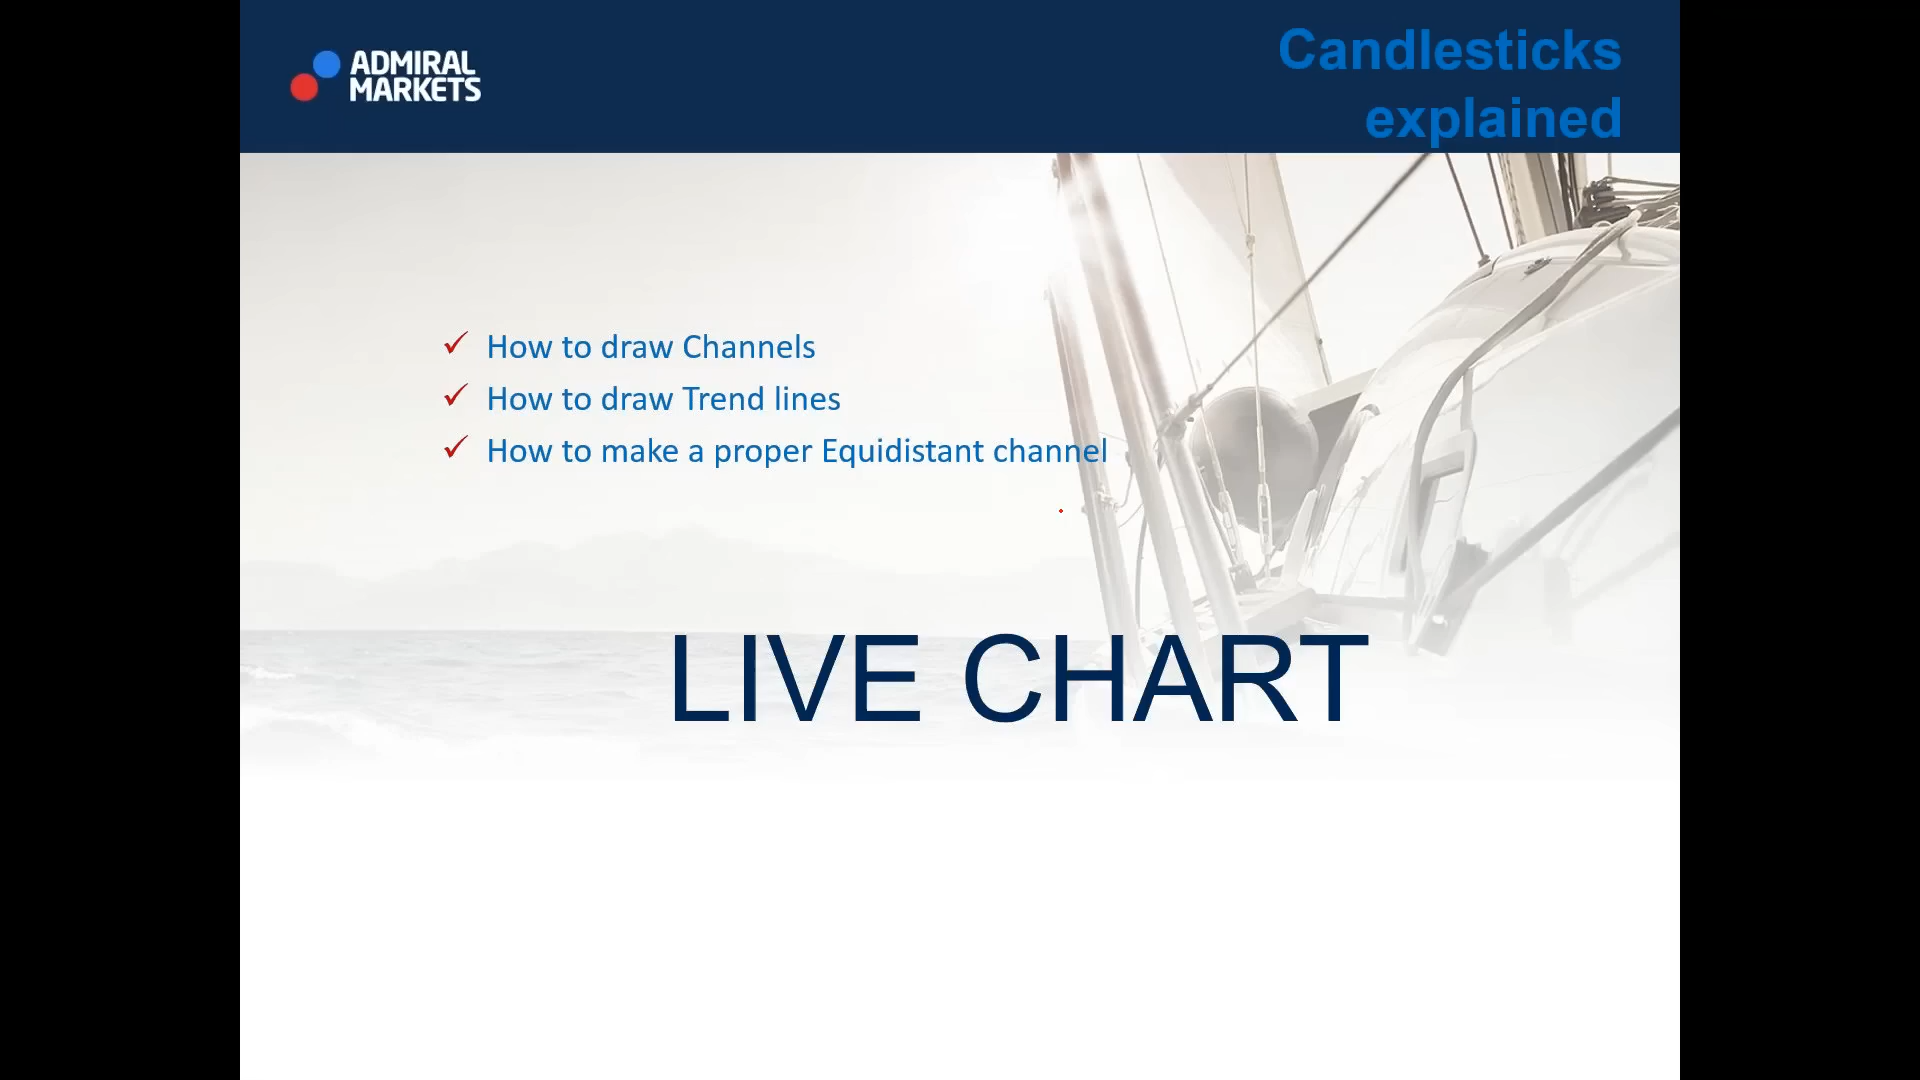 ADMIRAL
MARKETS
Candlesticks
explained
How to draw Channels
How to draw Trend lines
How to make a proper Equidistant channel
LIVE CHART